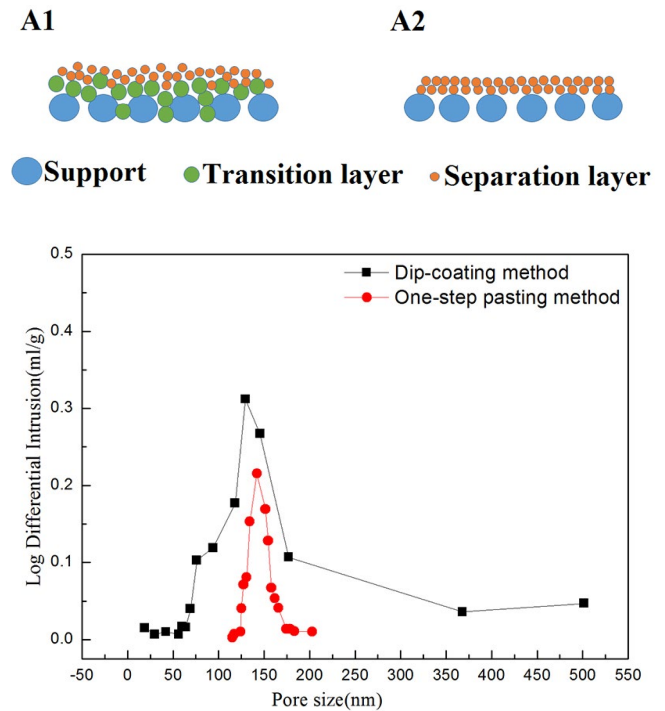 A1 A2
Support Transition layer Separation layer
Dip-coating method
One-step pasting method
Log Differential Intrusion(ml/g)
0.5
0.4
0.3
0.2
0.1
0.0
-50 0 50 100 150 200 250 300 350 400 450 500 550
Pore size(nm)